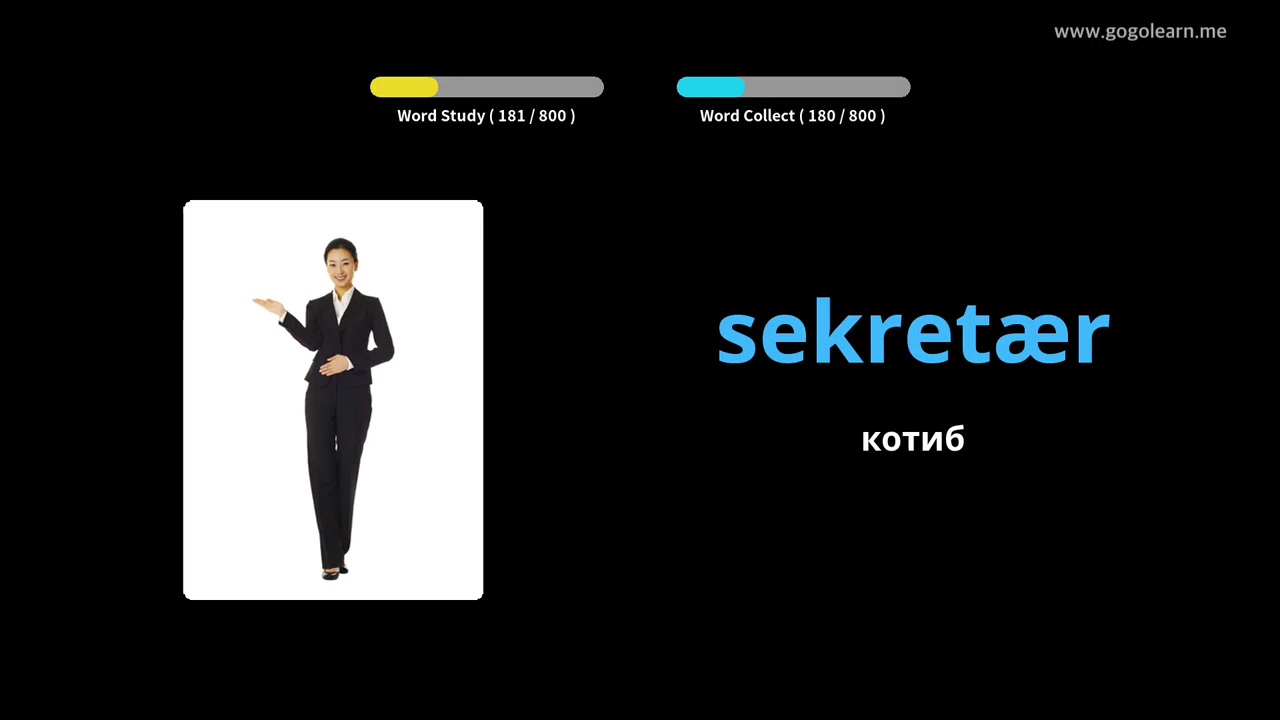 www.gogolearn.me
Word Study ( 181 / 800 )
Word Collect ( 180 / 800 )
sekretær
котиб